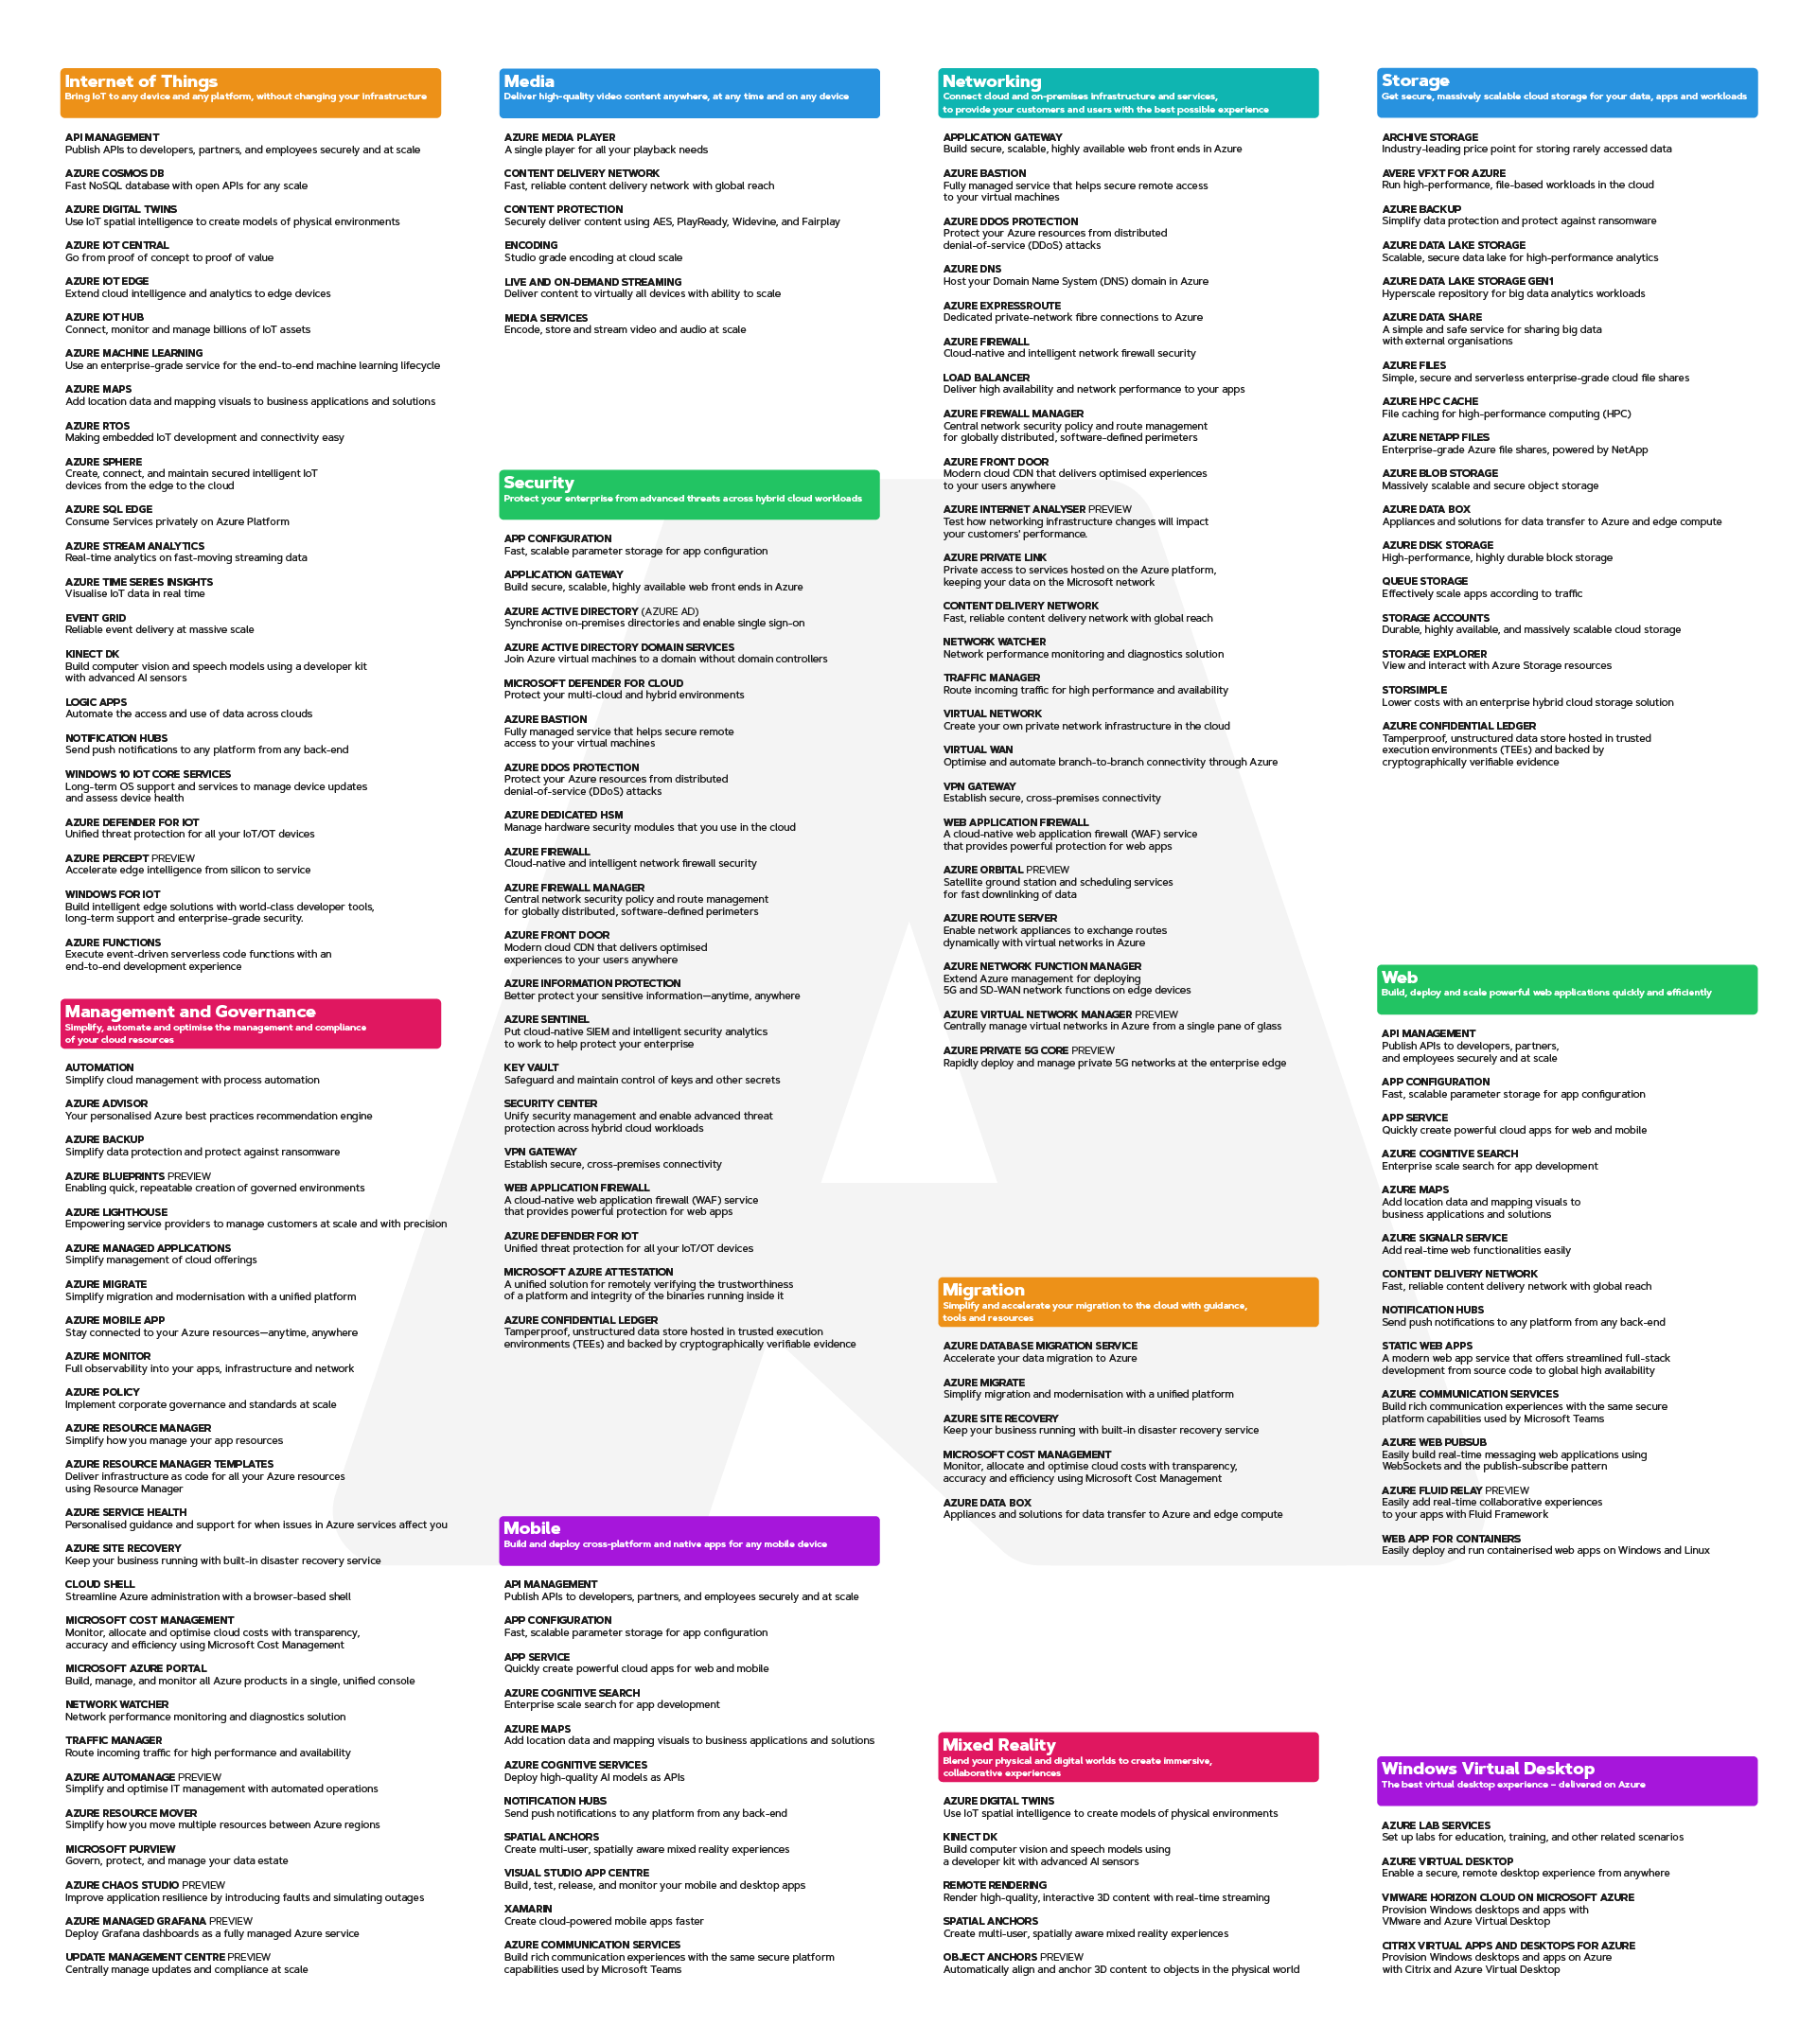 Internet of Things
Bring IoT to any device and any platform, without changing your infrastructure
API MANAGEMENT
Publish APIs to developers, partners, and employees securely and at scale
AZURE COSMOS DB
Fast NoSQL database with open APIs for any scale
AZURE DIGITAL TWINS
Use IoT spatial intelligence to create models of physical environments
AZURE IOT CENTRAL
Go from proof of concept to proof of value
AZURE IOT EDGE
Extend cloud intelligence and analytics to edge devices
AZURE IOT HUB
Connect, monitor and manage billions of IoT assets
AZURE MACHINE LEARNING
Use an enterprise-grade service for the end-to-end machine learning lifecycle
AZURE MAPS
Add location data and mapping visuals to business applications and solutions
AZURE RTOS
Making embedded IoT development and connectivity easy
AZURE SPHERE
Create, connect, and maintain secured intelligent IoT
devices from the edge to the cloud
AZURE SQL EDGE
Consume Services privately on Azure Platform
AZURE STREAM ANALYTICS
Real-time analytics on fast-moving streaming data
AZURE TIME SERIES INSIGHTS
Visualise IoT data in real time
EVENT GRID
Reliable event delivery at massive scale
KINECT DK
Build computer vision and speech models using a developer kit
with advanced AI sensors
LOGIC APPS
Automate the access and use of data across clouds
NOTIFICATION HUBS
Send push notifications to any platform from any back-end
WINDOWS 10 IOT CORE SERVICES
Long-term OS support and services to manage device updates
and assess device health
AZURE DEFENDER FOR IOT
Unified threat protection for all your IoT/OT devices
AZURE PERCEPT PREVIEW
Accelerate edge intelligence from silicon to service
WINDOWS FOR IOT
Build intelligent edge solutions with world-class developer tools,
long-term support and enterprise-grade security.
AZURE FUNCTIONS
Execute event-driven serverless code functions with an
end-to-end development experience
Management and Governance
Simplify, automate and optimise the management and compliance
of your cloud resources
AUTOMATION
Simplify cloud management with process automation
AZURE ADVISOR
Your personalised Azure best practices recommendation engine
AZURE BACKUP
Simplify data protection and protect against ransomware
AZURE BLUEPRINTS PREVIEW
Enabling quick, repeatable creation of governed environments
AZURE LIGHTHOUSE
Empowering service providers to manage customers at scale and with precision
AZURE MANAGED APPLICATIONS
Simplify management of cloud offerings
AZURE MIGRATE
Simplify migration and modernisation with a unified platform
AZURE MOBILE APP
Stay connected to your Azure resources—anytime, anywhere
AZURE MONITOR
Full observability into your apps, infrastructure and network
AZURE POLICY
Implement corporate governance and standards at scale
AZURE RESOURCE MANAGER
Simplify how you manage your app resources
AZURE RESOURCE MANAGER TEMPLATES
Deliver infrastructure as code for all your Azure resources
using Resource Manager
AZURE SERVICE HEALTH
Personalised guidance and support for when issues in Azure services affect you
AZURE SITE RECOVERY
Keep your business running with built-in disaster recovery service
CLOUD SHELL
Streamline Azure administration with a browser-based shell
MICROSOFT COST MANAGEMENT
Monitor, allocate and optimise cloud costs with transparency,
accuracy and efficiency using Microsoft Cost Management
MICROSOFT AZURE PORTAL
Build, manage, and monitor all Azure products in a single, unified console
NETWORK WATCHER
Network performance monitoring and diagnostics solution
TRAFFIC MANAGER
Route incoming traffic for high performance and availability
AZURE AUTOMANAGE PREVIEW
Simplify and optimise IT management with automated operations
AZURE RESOURCE MOVER
Simplify how you move multiple resources between Azure regions
MICROSOFT PURVIEW
Govern, protect, and manage your data estate
AZURE CHAOS STUDIO PREVIEW
Improve application resilience by introducing faults and simulating outages
AZURE MANAGED GRAFANA PREVIEW
Deploy Grafana dashboards as a fully managed Azure service
UPDATE MANAGEMENT CENTRE PREVIEW
Centrally manage updates and compliance at scale
Media
Deliver high-quality video content anywhere, at any time and on any device
AZURE MEDIA PLAYER
A single player for all your playback needs
CONTENT DELIVERY NETWORK
Fast, reliable content delivery network with global reach
CONTENT PROTECTION
Securely deliver content using AES, PlayReady, Widevine, and Fairplay
ENCODING
Studio grade encoding at cloud scale
LIVE AND ON-DEMAND STREAMING
Deliver content to virtually all devices with ability to scale
MEDIA SERVICES
Encode, store and stream video and audio at scale
Security
Protect your enterprise from advanced threats across hybrid cloud workloads
APP CONFIGURATION
Fast, scalable parameter storage for app configuration
APPLICATION GATEWAY
Build secure, scalable, highly available web front ends in Azure
AZURE ACTIVE DIRECTORY (AZURE AD)
Synchronise on-premises directories and enable single sign-on
AZURE ACTIVE DIRECTORY DOMAIN SERVICES
Join Azure virtual machines to a domain without domain controllers
MICROSOFT DEFENDER FOR CLOUD
Protect your multi-cloud and hybrid environments
AZURE BASTION
Fully managed service that helps secure remote
access to your virtual machines
AZURE DDOS PROTECTION
Protect your Azure resources from distributed
denial-of-service (DDoS) attacks
AZURE DEDICATED HSM
Manage hardware security modules that you use in the cloud
AZURE FIREWALL
Cloud-native and intelligent network firewall security
AZURE FIREWALL MANAGER
Central network security policy and route management
for globally distributed, software-defined perimeters
AZURE FRONT DOOR
Modern cloud CDN that delivers optimised
experiences to your users anywhere
AZURE INFORMATION PROTECTION
Better protect your sensitive information—anytime, anywhere
AZURE SENTINEL
Put cloud-native SIEM and intelligent security analytics
to work to help protect your enterprise
KEY VAULT
Safeguard and maintain control of keys and other secrets
SECURITY CENTER
Unify security management and enable advanced threat
protection across hybrid cloud workloads
VPN GATEWAY
Establish secure, cross-premises connectivity
WEB APPLICATION FIREWALL
A cloud-native web application firewall (WAF) service
that provides powerful protection for web apps
AZURE DEFENDER FOR IOT
Unified threat protection for all your IoT/OT devices
MICROSOFT AZURE ATTESTATION
A unified solution for remotely verifying the trustworthiness
of a platform and integrity of the binaries running inside it
AZURE CONFIDENTIAL LEDGER
Tamperproof, unstructured data store hosted in trusted execution
environments (TEEs) and backed by cryptographically verifiable evidence
Mobile
Build and deploy cross-platform and native apps for any mobile device
API MANAGEMENT
Publish APIs to developers, partners, and employees securely and at scale
APP CONFIGURATION
Fast, scalable parameter storage for app configuration
APP SERVICE
Quickly create powerful cloud apps for web and mobile
AZURE COGNITIVE SEARCH
Enterprise scale search for app development
AZURE MAPS
Add location data and mapping visuals to business applications and solutions
AZURE COGNITIVE SERVICES
Deploy high-quality AI models as APIs
NOTIFICATION HUBS
Send push notifications to any platform from any back-end
SPATIAL ANCHORS
Create multi-user, spatially aware mixed reality experiences
VISUAL STUDIO APP CENTRE
Build, test, release, and monitor your mobile and desktop apps
XAMARIN
Create cloud-powered mobile apps faster
AZURE COMMUNICATION SERVICES
Build rich communication experiences with the same secure platform
capabilities used by Microsoft Teams
Networking
Connect cloud and on-premises infrastructure and services,
to provide your customers and users with the best possible experience
APPLICATION GATEWAY
Build secure, scalable, highly available web front ends in Azure
AZURE BASTION
Fully managed service that helps secure remote access
to your virtual machines
AZURE DDOS PROTECTION
Protect your Azure resources from distributed
denial-of-service (DDoS) attacks
AZURE DNS
Host your Domain Name System (DNS) domain in Azure
AZURE EXPRESSROUTE
Dedicated private-network fibre connections to Azure
AZURE FIREWALL
Cloud-native and intelligent network firewall security
LOAD BALANCER
Deliver high availability and network performance to your apps
AZURE FIREWALL MANAGER
Central network security policy and route management
for globally distributed, software-defined perimeters
AZURE FRONT DOOR
Modern cloud CDN that delivers optimised experiences
to your users anywhere
AZURE INTERNET ANALYSER PREVIEW
Test how networking infrastructure changes will impact
your customers' performance.
AZURE PRIVATE LINK
Private access to services hosted on the Azure platform,
keeping your data on the Microsoft network
CONTENT DELIVERY NETWORK
Fast, reliable content delivery network with global reach
NETWORK WATCHER
Network performance monitoring and diagnostics solution
TRAFFIC MANAGER
Route incoming traffic for high performance and availability
VIRTUAL NETWORK
Create your own private network infrastructure in the cloud
VIRTUAL WAN
Optimise and automate branch-to-branch connectivity through Azure
VPN GATEWAY
Establish secure, cross-premises connectivity
WEB APPLICATION FIREWALL
A cloud-native web application firewall (WAF) service
that provides powerful protection for web apps
AZURE ORBITAL PREVIEW
Satellite ground station and scheduling services
for fast downlinking of data
AZURE ROUTE SERVER
Enable network appliances to exchange routes
dynamically with virtual networks in Azure
AZURE NETWORK FUNCTION MANAGER
Extend Azure management for deploying
5G and SD-WAN network functions on edge devices
AZURE VIRTUAL NETWORK MANAGER PREVIEW
Centrally manage virtual networks in Azure from a single pane of glass
AZURE PRIVATE 5G CORE PREVIEW
Rapidly deploy and manage private 5G networks at the enterprise edge
Migration
Simplify and accelerate your migration to the cloud with guidance,
tools and resources
AZURE DATABASE MIGRATION SERVICE
Accelerate your data migration to Azure
AZURE MIGRATE
Simplify migration and modernisation with a unified platform
AZURE SITE RECOVERY
Keep your business running with built-in disaster recovery service
MICROSOFT COST MANAGEMENT
Monitor, allocate and optimise cloud costs with transparency,
accuracy and efficiency using Microsoft Cost Management
AZURE DATA BOX
Appliances and solutions for data transfer to Azure and edge compute
Mixed Reality
Blend your physical and digital worlds to create immersive,
collaborative experiences
AZURE DIGITAL TWINS
Use IoT spatial intelligence to create models of physical environments
KINECT DK
Build computer vision and speech models using
a developer kit with advanced AI sensors
REMOTE RENDERING
Render high-quality, interactive 3D content with real-time streaming
SPATIAL ANCHORS
Create multi-user, spatially aware mixed reality experiences
OBJECT ANCHORS PREVIEW
Automatically align and anchor 3D content to objects in the physical world
Storage
Get secure, massively scalable cloud storage for your data, apps and workloads
ARCHIVE STORAGE
Industry-leading price point for storing rarely accessed data
AVERE VFXT FOR AZURE
Run high-performance, file-based workloads in the cloud
AZURE BACKUP
Simplify data protection and protect against ransomware
AZURE DATA LAKE STORAGE
Scalable, secure data lake for high-performance analytics
AZURE DATA LAKE STORAGE GEN1
Hyperscale repository for big data analytics workloads
AZURE DATA SHARE
A simple and safe service for sharing big data
with external organisations
AZURE FILES
Simple, secure and serverless enterprise-grade cloud file shares
AZURE HPC CACHE
File caching for high-performance computing (HPC)
AZURE NETAPP FILES
Enterprise-grade Azure file shares, powered by NetApp
AZURE BLOB STORAGE
Massively scalable and secure object storage
AZURE DATA BOX
Appliances and solutions for data transfer to Azure and edge compute
AZURE DISK STORAGE
High-performance, highly durable block storage
QUEUE STORAGE
Effectively scale apps according to traffic
STORAGE ACCOUNTS
Durable, highly available, and massively scalable cloud storage
STORAGE EXPLORER
View and interact with Azure Storage resources
STORSIMPLE
Lower costs with an enterprise hybrid cloud storage solution
AZURE CONFIDENTIAL LEDGER
Tamperproof, unstructured data store hosted in trusted
execution environments (TEEs) and backed by
cryptographically verifiable evidence
Web
Build, deploy and scale powerful web applications quickly and efficiently
API MANAGEMENT
Publish APIs to developers, partners,
and employees securely and at scale
APP CONFIGURATION
Fast, scalable parameter storage for app configuration
APP SERVICE
Quickly create powerful cloud apps for web and mobile
AZURE COGNITIVE SEARCH
Enterprise scale search for app development
AZURE MAPS
Add location data and mapping visuals to
business applications and solutions
AZURE SIGNALR SERVICE
Add real-time web functionalities easily
CONTENT DELIVERY NETWORK
Fast, reliable content delivery network with global reach
NOTIFICATION HUBS
Send push notifications to any platform from any back-end
STATIC WEB APPS
A modern web app service that offers streamlined full-stack
development from source code to global high availability
AZURE COMMUNICATION SERVICES
Build rich communication experiences with the same secure
platform capabilities used by Microsoft Teams
AZURE WEB PUBSUB
Easily build real-time messaging web applications using
WebSockets and the publish-subscribe pattern
AZURE FLUID RELAY PREVIEW
Easily add real-time collaborative experiences
to your apps with Fluid Framework
WEB APP FOR CONTAINERS
Easily deploy and run containerised web apps on Windows and Linux
Windows Virtual Desktop
The best virtual desktop experience – delivered on Azure
AZURE LAB SERVICES
Set up labs for education, training, and other related scenarios
AZURE VIRTUAL DESKTOP
Enable a secure, remote desktop experience from anywhere
VMWARE HORIZON CLOUD ON MICROSOFT AZURE
Provision Windows desktops and apps with
VMware and Azure Virtual Desktop
CITRIX VIRTUAL APPS AND DESKTOPS FOR AZURE
Provision Windows desktops and apps on Azure
with Citrix and Azure Virtual Desktop